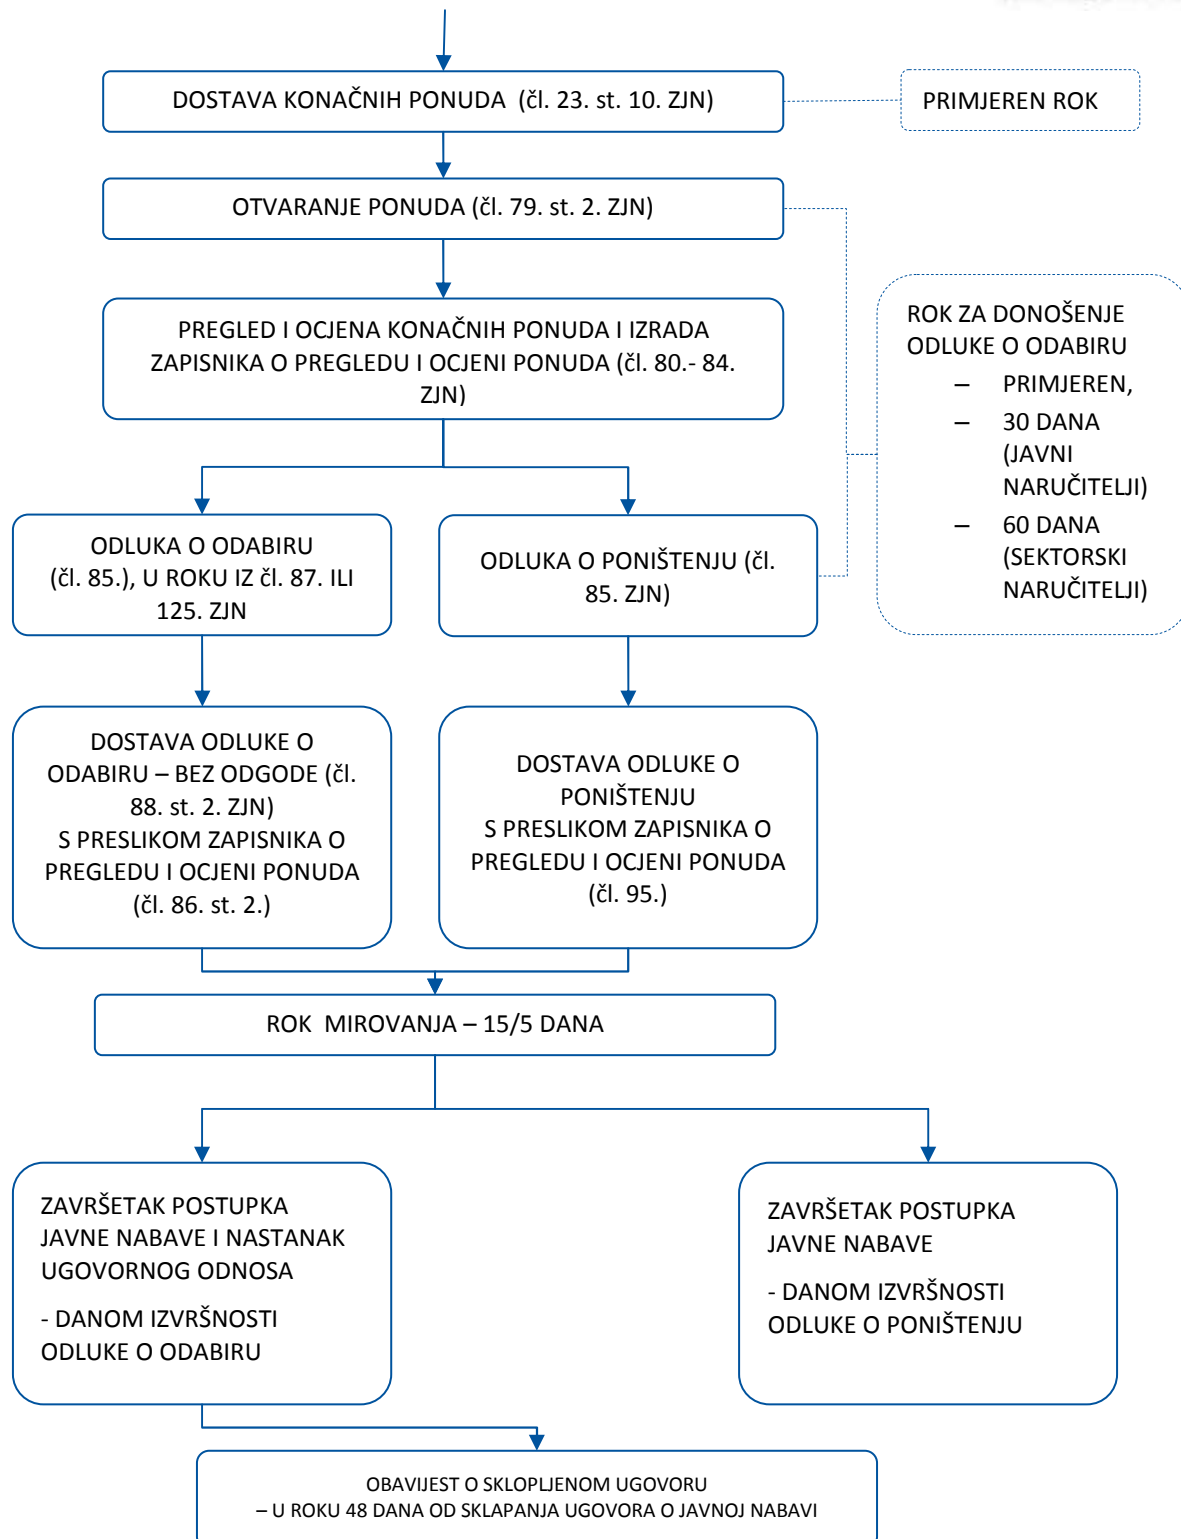 DOSTAVA KONAČNIH PONUDA (čl. 23. st. 10. ZJN)
PRIMJEREN ROK
OTVARANJE PONUDA (čl. 79. st. 2. ZJN)
PREGLED I OCJENA KONAČNIH PONUDA I IZRADA
ZAPISNIKA O PREGLEDU I OCJENI PONUDA (čl. 80.- 84.
ZJN)
ROK ZA DONOŠENJE
ODLUKE O ODABIRU
– PRIMJEREN,
– 30 DANA
(JAVNI
NARUČITELJI)
– 60 DANA
(SEKTORSKI
NARUČITELJI)
ODLUKA O ODABIRU
(čl. 85.), U ROKU IZ čl. 87. ILI
125. ZJN
ODLUKA O PONIŠTENJU (čl.
85. ZJN)
DOSTAVA ODLUKE O
ODABIRU – BEZ ODGODE (čl.
88. st. 2. ZJN)
S PRESLIKOM ZAPISNIKA O
PREGLEDU I OCJENI PONUDA
(čl. 86. st. 2.)
DOSTAVA ODLUKE O
PONIŠTENJU
S PRESLIKOM ZAPISNIKA O
PREGLEDU I OCJENI PONUDA
(čl. 95.)
ROK MIROVANJA – 15/5 DANA
ZAVRŠETAK POSTUPKA
JAVNE NABAVE I NASTANAK
UGOVORNOG ODNOSA
- DANOM IZVRŠNOSTI
ODLUKE O ODABIRU
ZAVRŠETAK POSTUPKA
JAVNE NABAVE
- DANOM IZVRŠNOSTI
ODLUKE O PONIŠTENJU
OBAVIJEST O SKLOPLJENOM UGOVORU
– U ROKU 48 DANA OD SKLAPANJA UGOVORA O JAVNOJ NABAVI